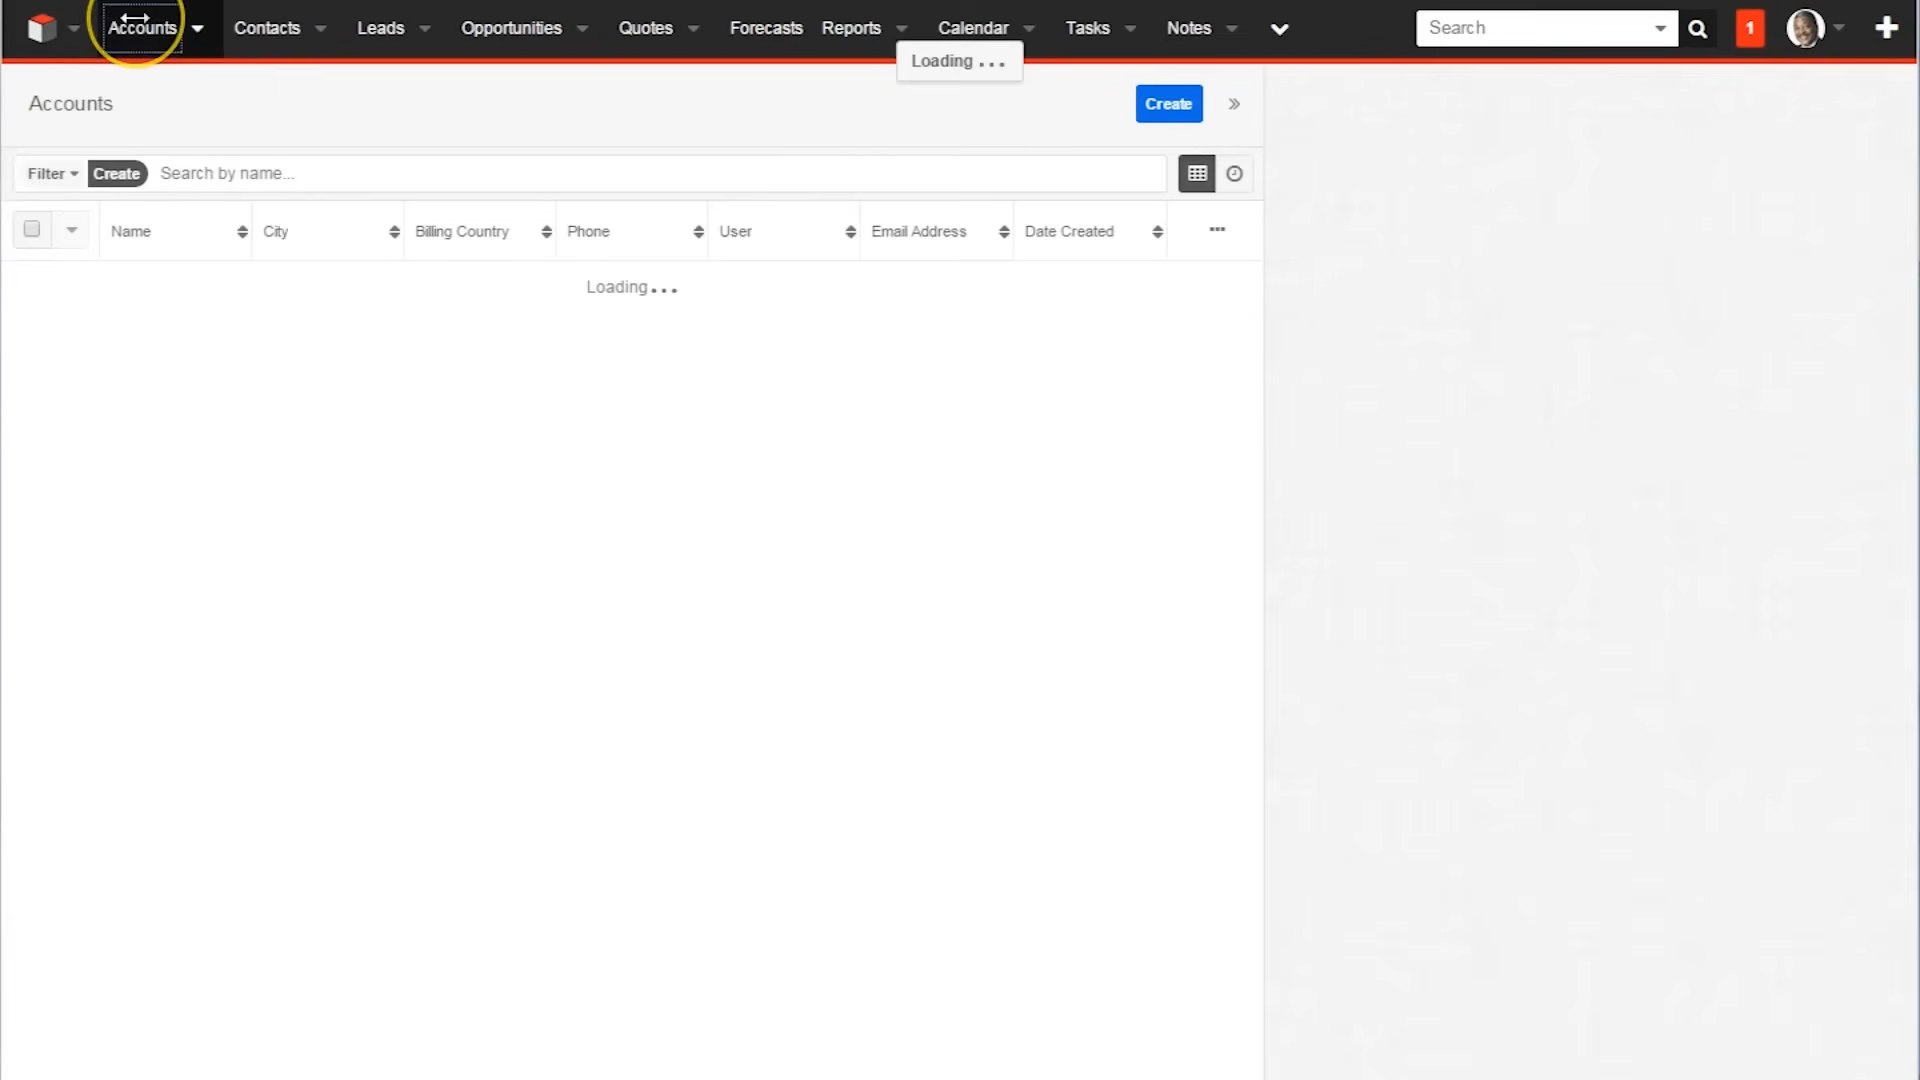 Accounts Contacts Leads Opportunities Quotes Forecasts Reports Calendar Tasks Notes Search 1
Loading ...
Accounts Create
Filter Create Search by name...
Name City Billing Country Phone User Email Address Date Created
Loading...